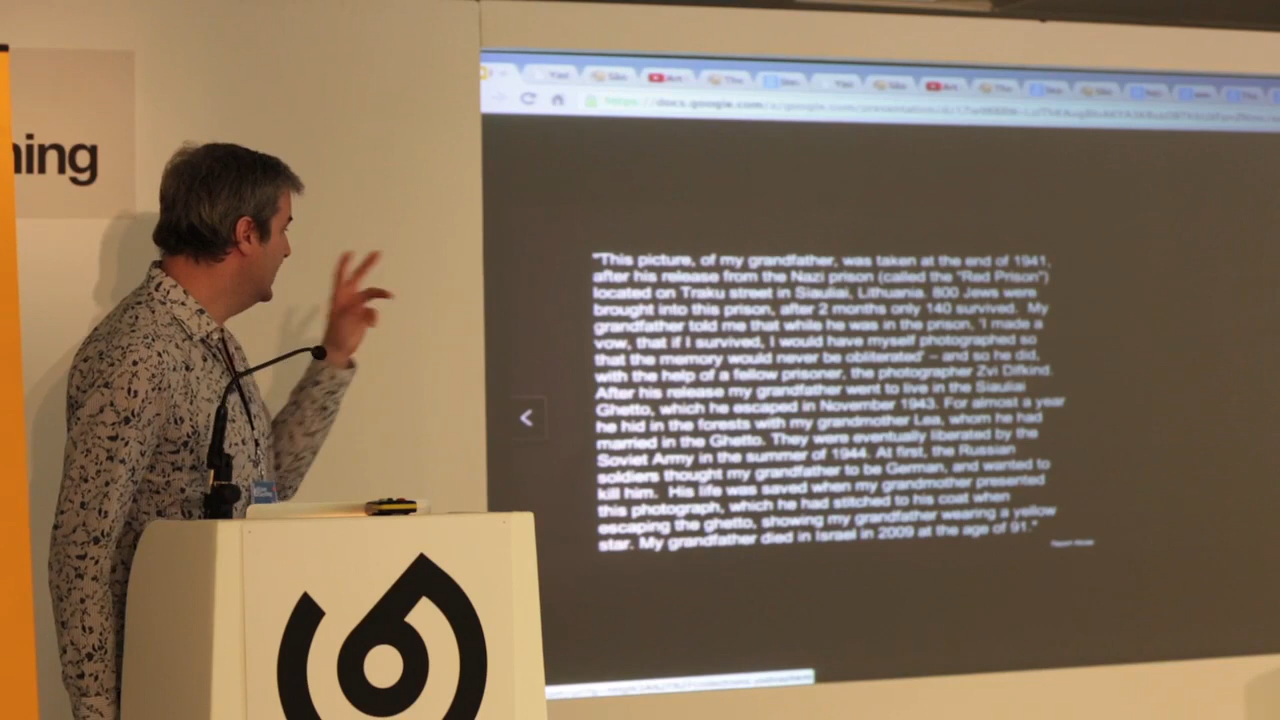 ning
https://docs.google.com/a/google.com/presentation/d/
"This picture, of my grandfather, was taken at the end of 1941,
after his release from the Nazi prison (called the "Red Prison")
located on Traku street in Siauliai, Lithuania. 800 Jews were
brought into this prison, after 2 months only 140 survived. My
grandfather told me that while he was in the prison, 'I made a
vow, that if I survived, I would have myself photographed so
that the memory would never be obliterated' – and so he did,
with the help of a fellow prisoner, the photographer Zvi Difkind.
After his release my grandfather went to live in the Siauliai
Ghetto, which he escaped in November 1943. For almost a year
he hid in the forests with my grandmother Lea, whom he had
married in the Ghetto. They were eventually liberated by the
Soviet Army in the summer of 1944. At first, the Russian
soldiers thought my grandfather to be German, and wanted to
kill him. His life was saved when my grandmother presented
this photograph, which he had stitched to his coat when
escaping the ghetto, showing my grandfather wearing a yellow
star. My grandfather died in Israel in 2009 at the age of 91."